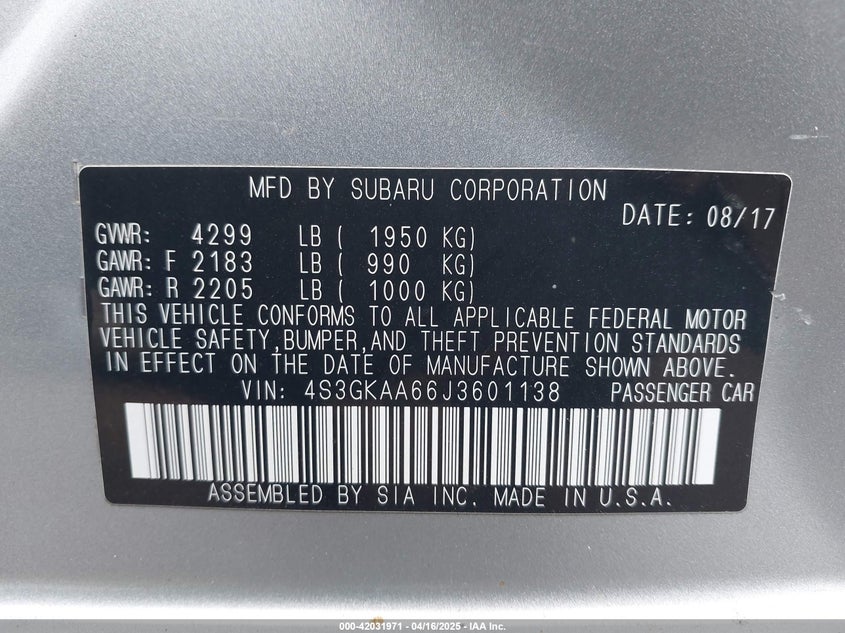 MFD BY SUBARU CORPORATION
DATE: 08/17
GVWR: 4299 LB ( 1950 KG)
GAWR: F 2183 LB ( 990 KG)
GAWR: R 2205 LB ( 1000 KG)
THIS VEHICLE CONFORMS TO ALL APPLICABLE FEDERAL MOTOR
VEHICLE SAFETY,BUMPER,AND THEFT PREVENTION STANDARDS
IN EFFECT ON THE DATE OF MANUFACTURE SHOWN ABOVE.
VIN: 4S3GKAA66J3601138 PASSENGER CAR
ASSEMBLED BY SIA INC. MADE IN U.S.A.
000-42031971 - 04/16/2025 - IAA Inc.